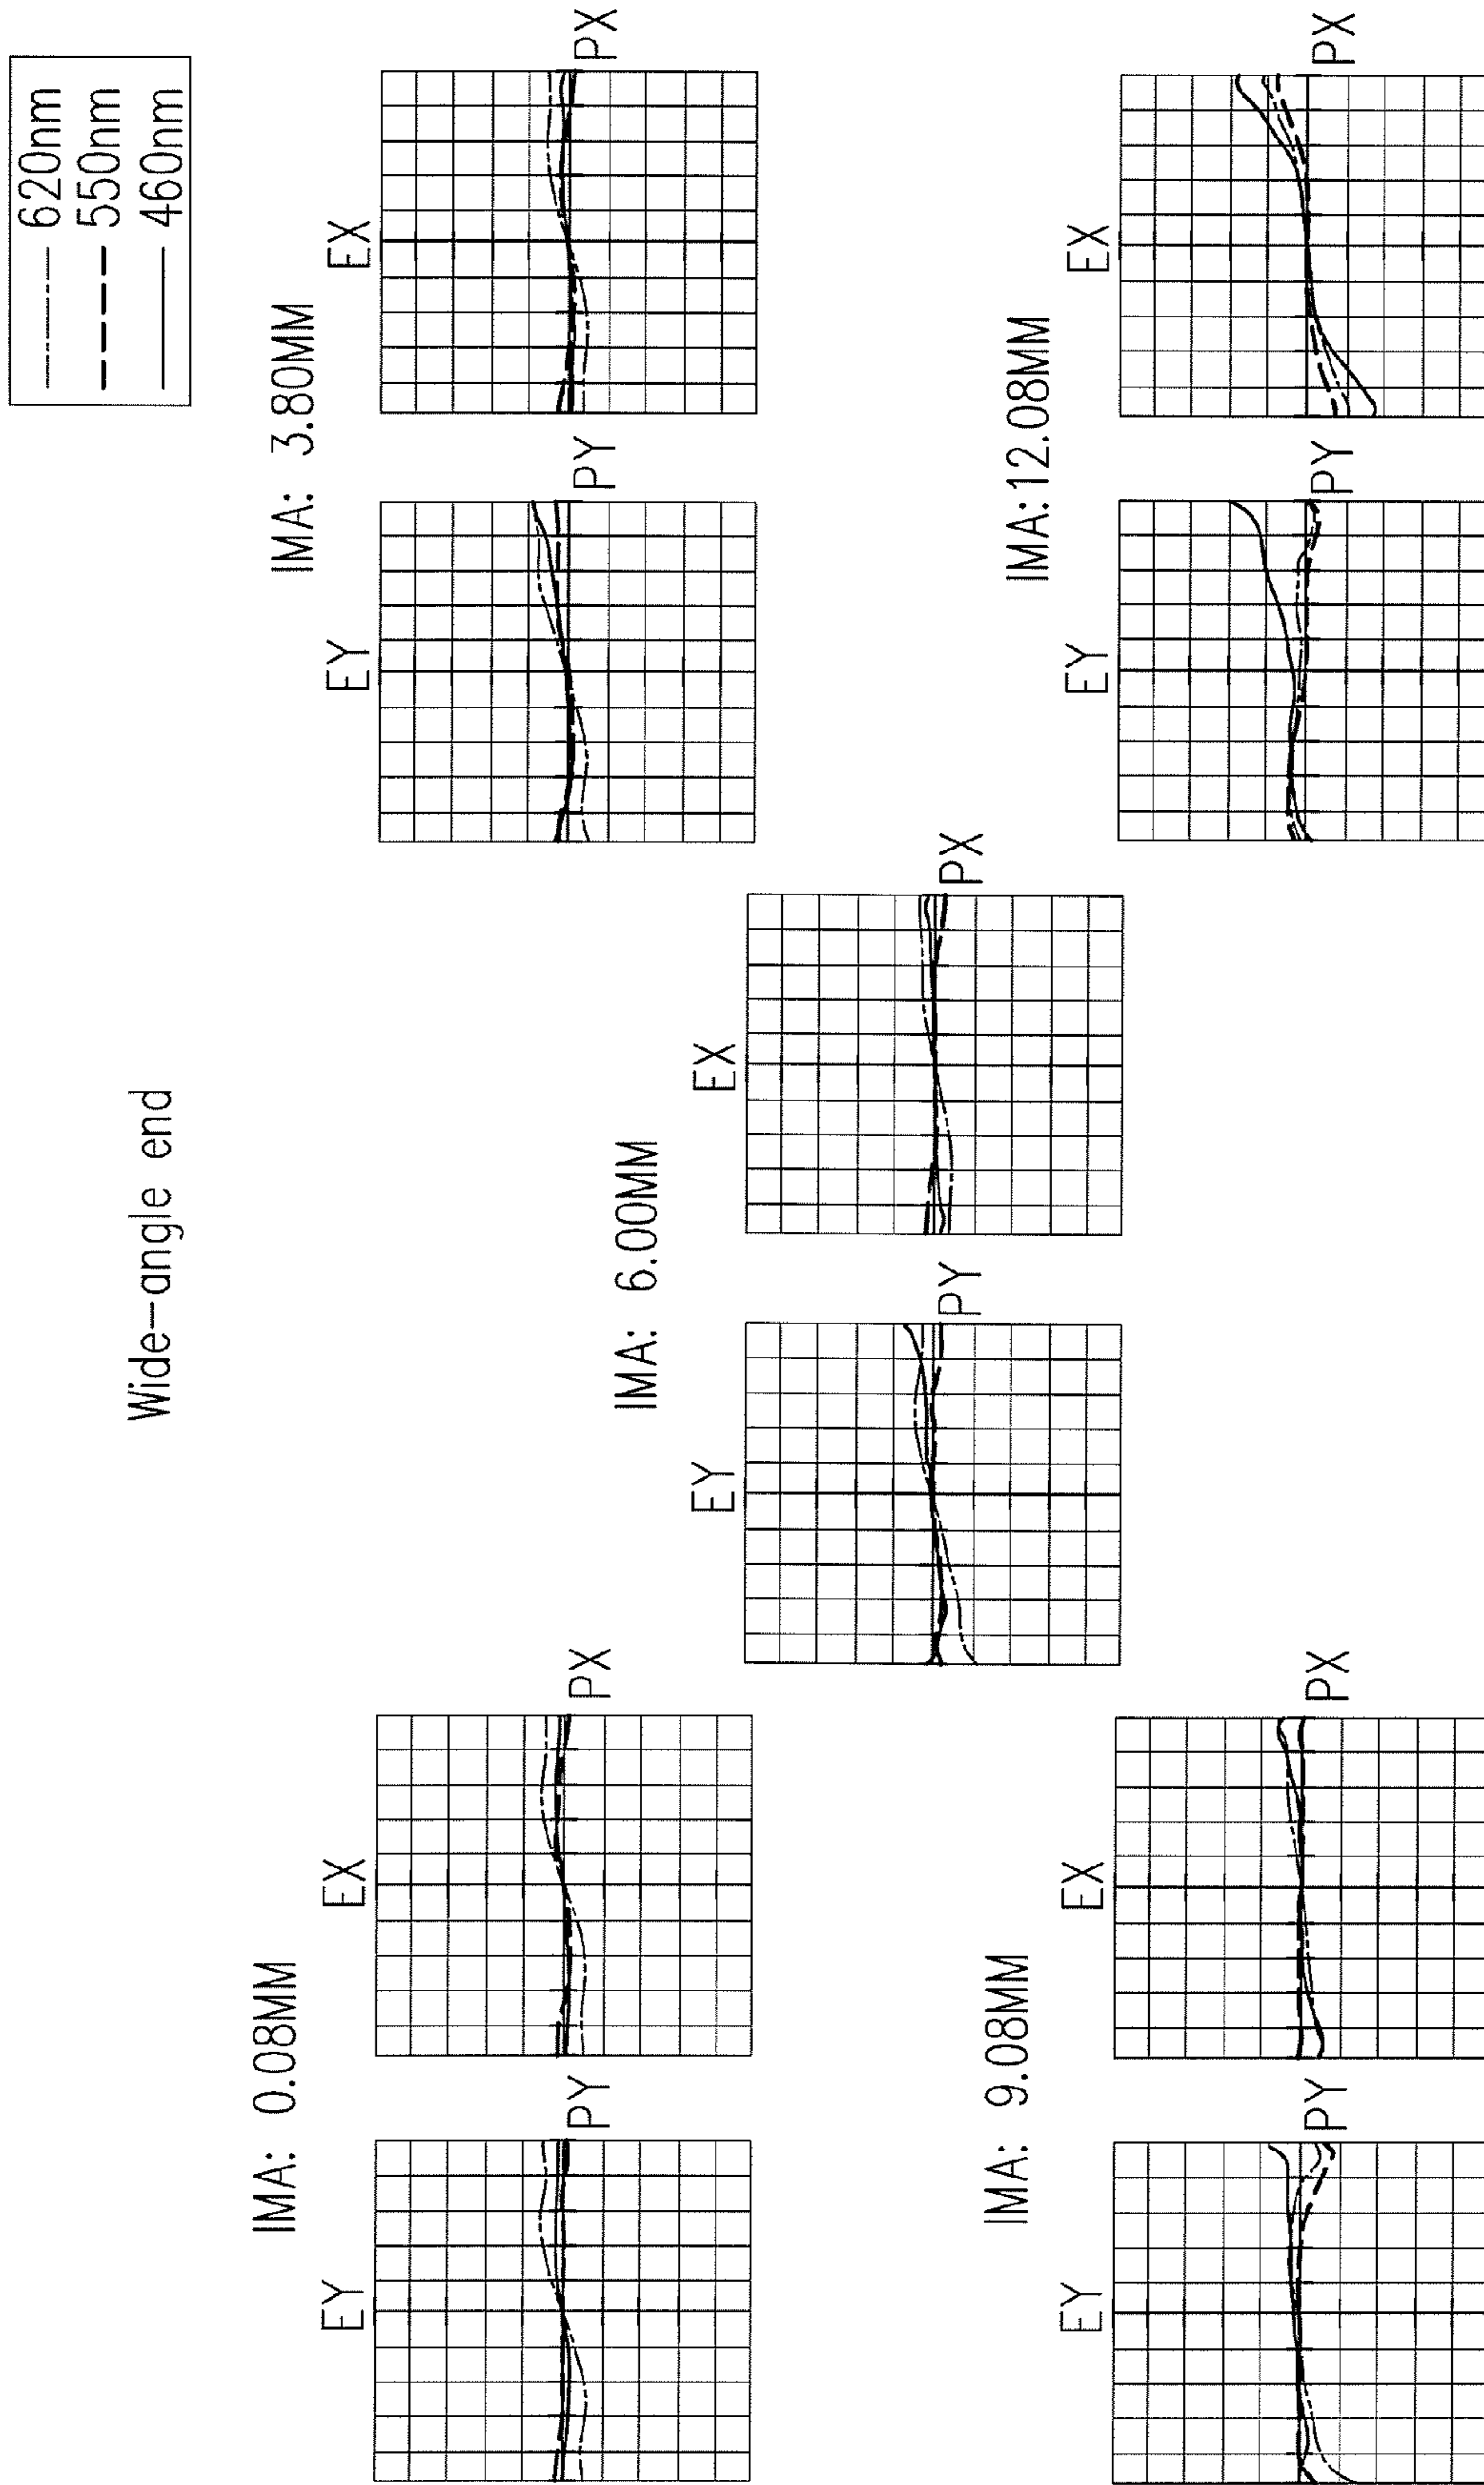 Wide-angle end
620nm
550nm
460nm
IMA: 0.08MM
EY EX
PY PX
IMA: 3.80MM
EY EX
PY PX
IMA: 6.00MM
EY EX
PY PX
IMA: 9.08MM
EY EX
PY PX
IMA:12.08MM
EY EX
PY PX